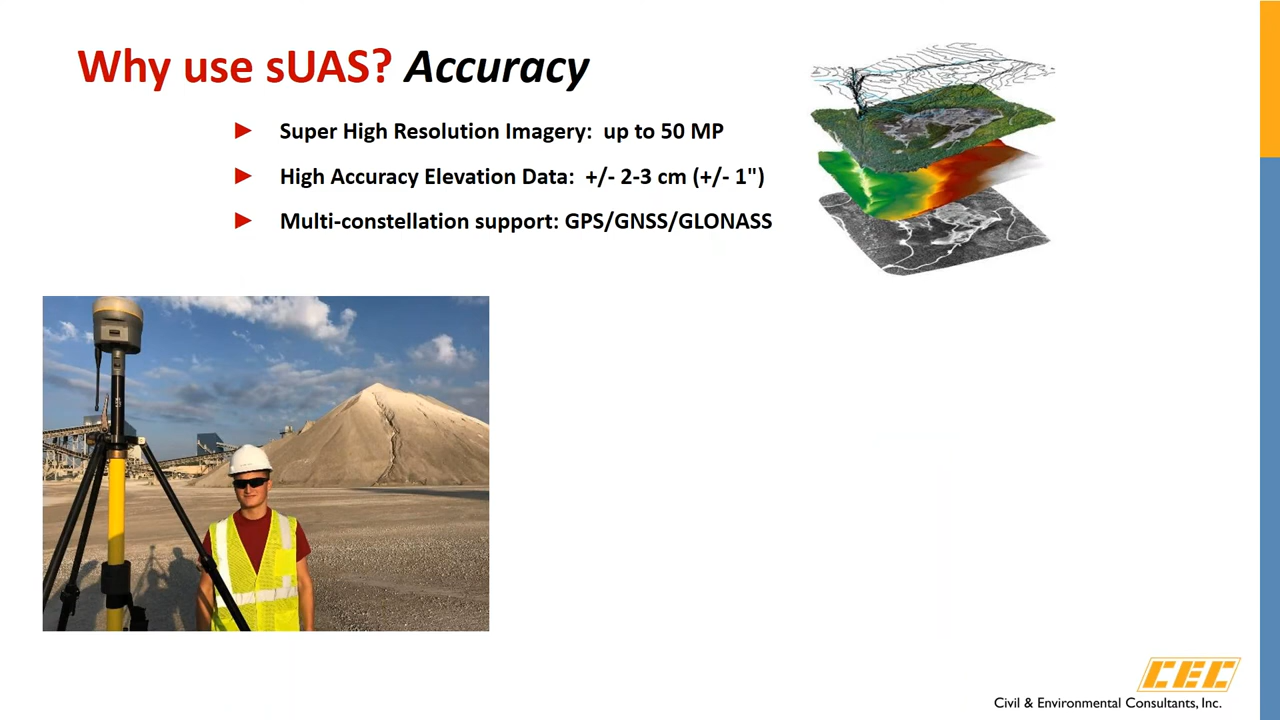 Why use sUAS? Accuracy
► Super High Resolution Imagery: up to 50 MP
► High Accuracy Elevation Data: +/- 2-3 cm (+/- 1")
► Multi-constellation support: GPS/GNSS/GLONASS
CEC
Civil & Environmental Consultants, Inc.